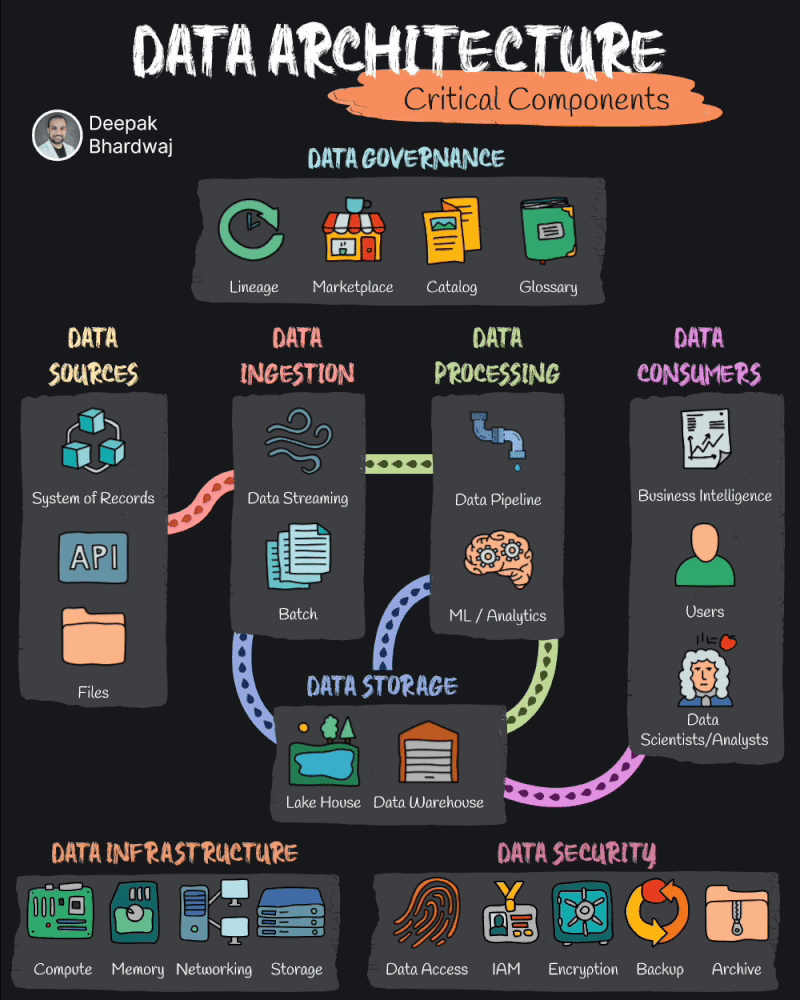 DATA ARCHITECTURE
Critical Components
Deepak
Bhardwaj
DATA GOVERNANCE
Lineage
Marketplace
Catalog
Glossary
DATA
SOURCES
System of Records
API
Files
DATA
INGESTION
Data Streaming
Batch
DATA
PROCESSING
Data Pipeline
ML / Analytics
DATA
CONSUMERS
Business Intelligence
Users
Data
Scientists/Analysts
DATA STORAGE
Lake House
Data Warehouse
DATA INFRASTRUCTURE
Compute
Memory
Networking
Storage
DATA SECURITY
Data Access
IAM
Encryption
Backup
Archive